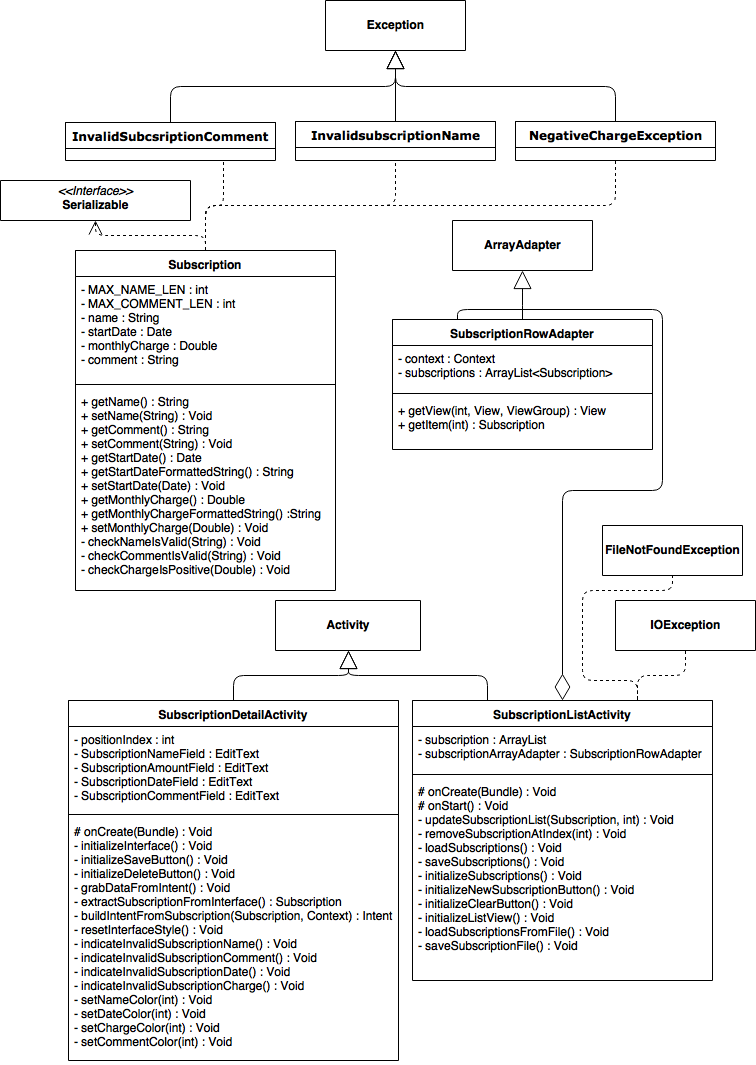 Exception
InvalidSubcsriptionComment
InvalidsubscriptionName
NegativeChargeException
<<Interface>>
Serializable
Subscription
- MAX_NAME_LEN : int
- MAX_COMMENT_LEN : int
- name : String
- startDate : Date
- monthlyCharge : Double
- comment : String
+ getName() : String
+ setName(String) : Void
+ getComment() : String
+ setComment(String) : Void
+ getStartDate() : Date
+ getStartDateFormattedString() : String
+ setStartDate(Date) : Void
+ getMonthlyCharge() : Double
+ getMonthlyChargeFormattedString() :String
+ setMonthlyCharge(Double) : Void
- checkNameIsValid(String) : Void
- checkCommentIsValid(String) : Void
- checkChargeIsPositive(Double) : Void
ArrayAdapter
SubscriptionRowAdapter
- context : Context
- subscriptions : ArrayList<Subscription>
+ getView(int, View, ViewGroup) : View
+ getItem(int) : Subscription
FileNotFoundException
IOException
Activity
SubscriptionDetailActivity
- positionIndex : int
- SubscriptionNameField : EditText
- SubscriptionAmountField : EditText
- SubscriptionDateField : EditText
- SubscriptionCommentField : EditText
# onCreate(Bundle) : Void
- initializeInterface() : Void
- initializeSaveButton() : Void
- initializeDeleteButton() : Void
- grabDataFromIntent() : Void
- extractSubscriptionFromInterface() : Subscription
- buildIntentFromSubscription(Subscription, Context) : Intent
- resetInterfaceStyle() : Void
- indicateInvalidSubscriptionName() : Void
- indicateInvalidSubscriptionComment() : Void
- indicateInvalidSubscriptionDate() : Void
- indicateInvalidSubscriptionCharge() : Void
- setNameColor(int) : Void
- setDateColor(int) : Void
- setChargeColor(int) : Void
- setCommentColor(int) : Void
SubscriptionListActivity
- subscription : ArrayList
- subscriptionArrayAdapter : SubscriptionRowAdapter
# onCreate(Bundle) : Void
# onStart() : Void
- updateSubscriptionList(Subscription, int) : Void
- removeSubscriptionAtIndex(int) : Void
- loadSubscriptions() : Void
- saveSubscriptions() : Void
- initializeSubscriptions() : Void
- initializeNewSubscriptionButton() : Void
- initializeClearButton() : Void
- initializeListView() : Void
- loadSubscriptionsFromFile() : Void
- saveSubscriptionFile() : Void